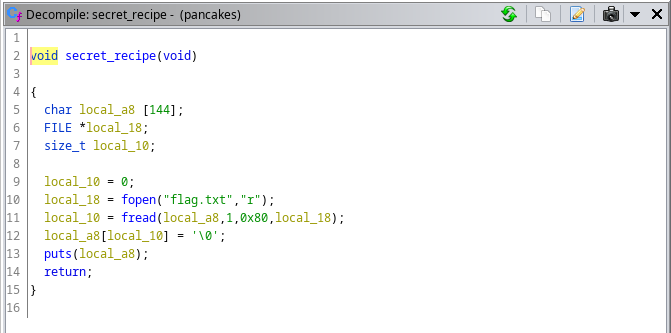 Decompile: secret_recipe - (pancakes)
1
2 void secret_recipe(void)
3
4 {
5 char local_a8 [144];
6 FILE *local_18;
7 size_t local_10;
8
9 local_10 = 0;
10 local_18 = fopen("flag.txt","r");
11 local_10 = fread(local_a8,1,0x80,local_18);
12 local_a8[local_10] = '\0';
13 puts(local_a8);
14 return;
15 }
16